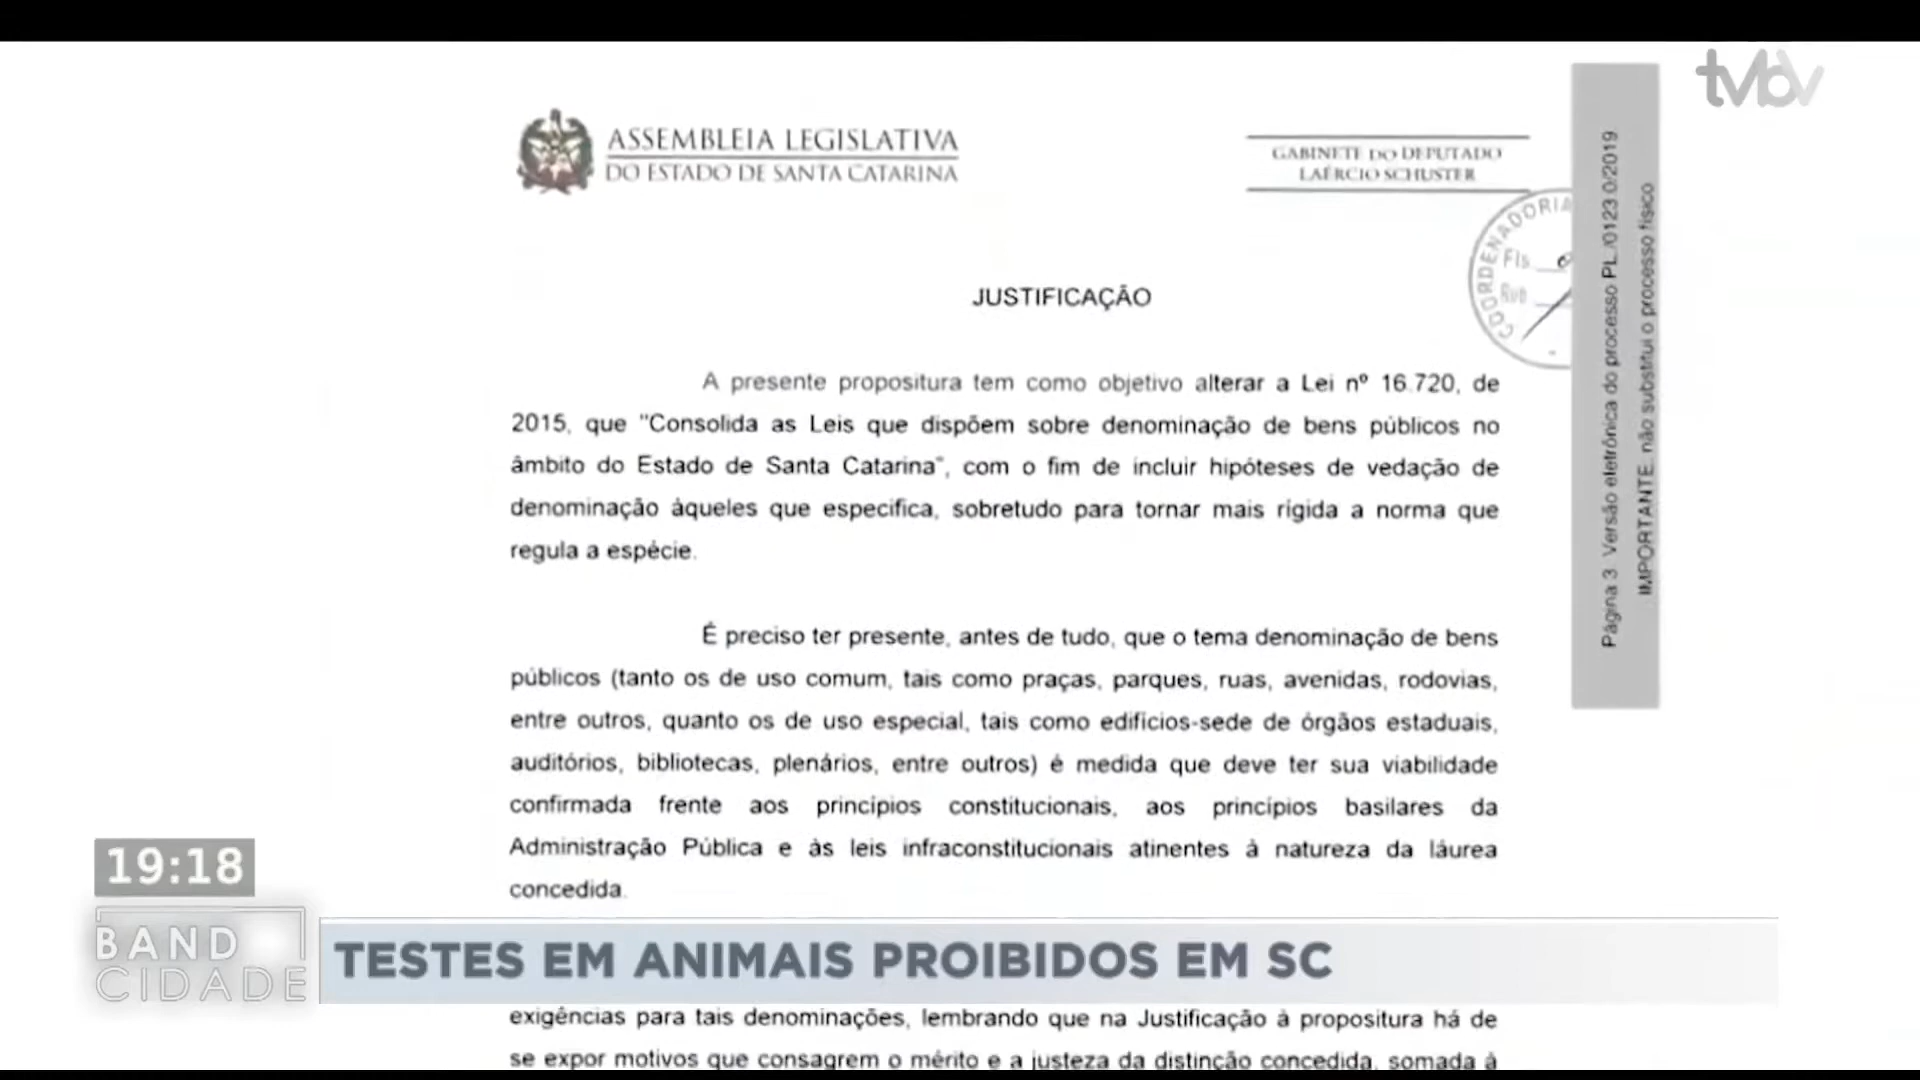 tvbv
ASSEMBLEIA LEGISLATIVA
DO ESTADO DE SANTA CATARINA
GABINETE DO DEPUTADO
LAÉRCIO SCHUSTER
COORDENADORIA
Fls
Rub
Página 3. Versão eletrônica do processo PL./0123.0/2019
IMPORTANTE: não substitui o processo físico
JUSTIFICAÇÃO
A presente propositura tem como objetivo alterar a Lei nº 16.720, de
2015, que "Consolida as Leis que dispõem sobre denominação de bens públicos no
âmbito do Estado de Santa Catarina", com o fim de incluir hipóteses de vedação de
denominação àqueles que especifica, sobretudo para tornar mais rígida a norma que
regula a espécie.
É preciso ter presente, antes de tudo, que o tema denominação de bens
públicos (tanto os de uso comum, tais como praças, parques, ruas, avenidas, rodovias,
entre outros, quanto os de uso especial, tais como edifícios-sede de órgãos estaduais,
auditórios, bibliotecas, plenários, entre outros) é medida que deve ter sua viabilidade
confirmada frente aos princípios constitucionais, aos princípios basilares da
Administração Pública e às leis infraconstitucionais atinentes à natureza da láurea
concedida.
19:18
BAND
CIDADE
TESTES EM ANIMAIS PROIBIDOS EM SC
exigências para tais denominações, lembrando que na Justificação à propositura há de
se expor motivos que consagrem o mérito e a justeza da distinção concedida, somada à